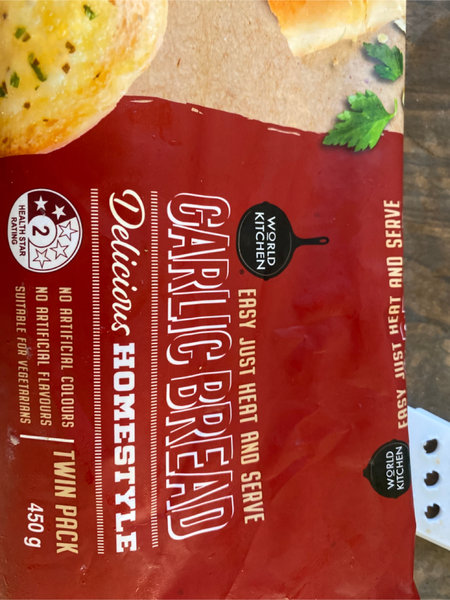 WORLD
KITCHEN
EASY JUST HEAT AND SERVE
GARLIC BREAD
Delicious HOMESTYLE
2
HEALTH STAR
RATING
NO ARTIFICIAL COLOURS
NO ARTIFICIAL FLAVOURS
*SUITABLE FOR VEGETARIANS
TWIN PACK
450 g
EASY JUST HEAT AND SERVE
WORLD
KITCHEN